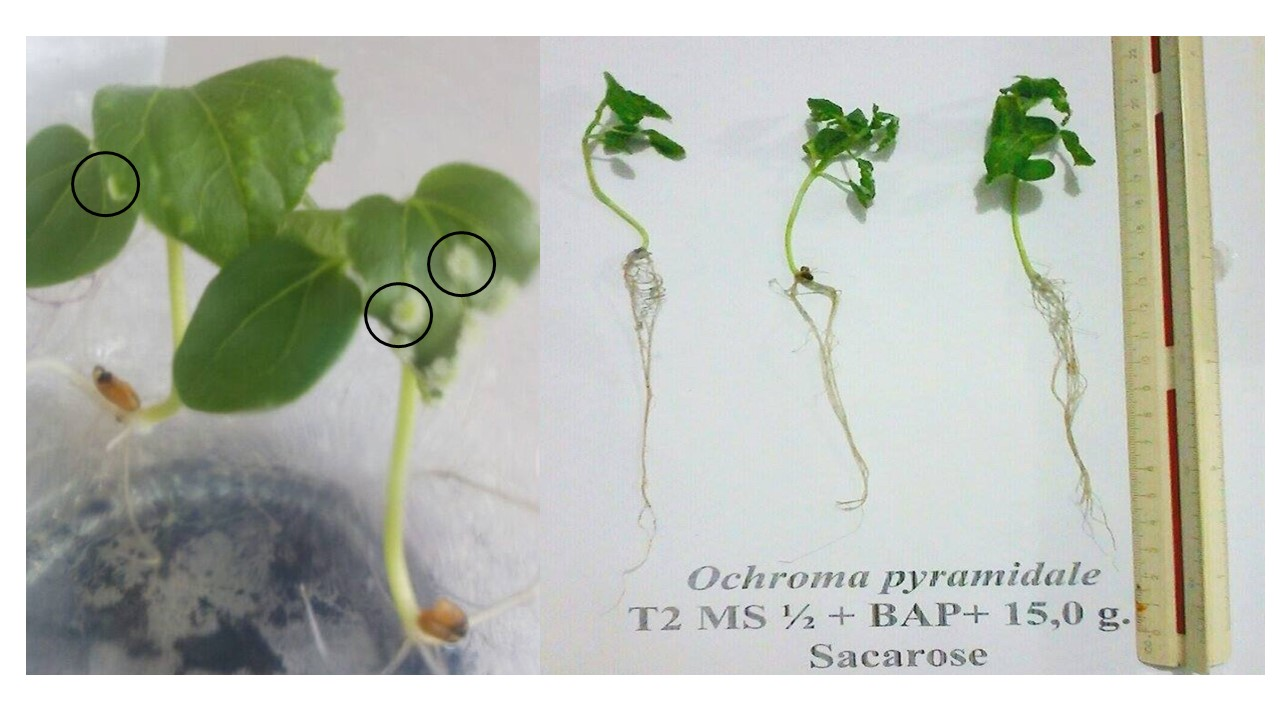 Ochroma pyramidale
T2 MS ½ + BAP+ 15,0 g.
Sacarose